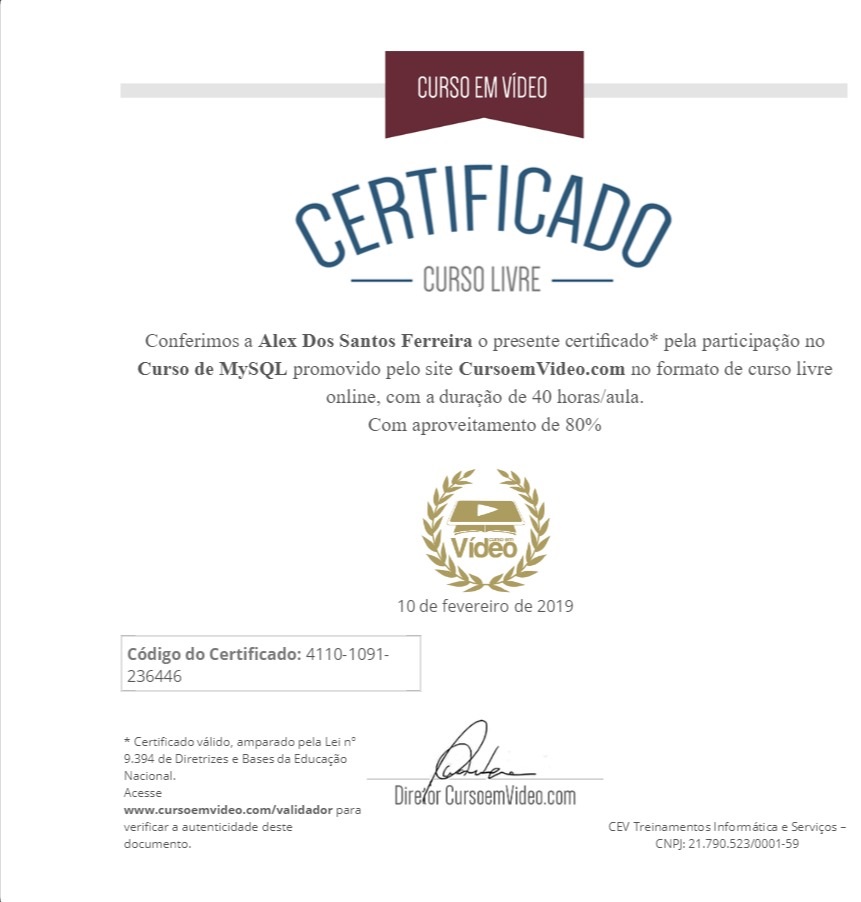 CURSO EM VÍDEO
CERTIFICADO
CURSO LIVRE
Conferimos a Alex Dos Santos Ferreira o presente certificado* pela participação no
Curso de MySQL promovido pelo site CursoemVideo.com no formato de curso livre
online, com a duração de 40 horas/aula.
Com aproveitamento de 80%
curso em
Vídeo
10 de fevereiro de 2019
Código do Certificado: 4110-1091-
236446
* Certificado válido, amparado pela Lei nº
9.394 de Diretrizes e Bases da Educação
Nacional.
Acesse
www.cursoemvideo.com/validador para
verificar a autenticidade deste
documento.
Diretor CursoemVideo.com
CEV Treinamentos Informática e Serviços –
CNPJ: 21.790.523/0001-59